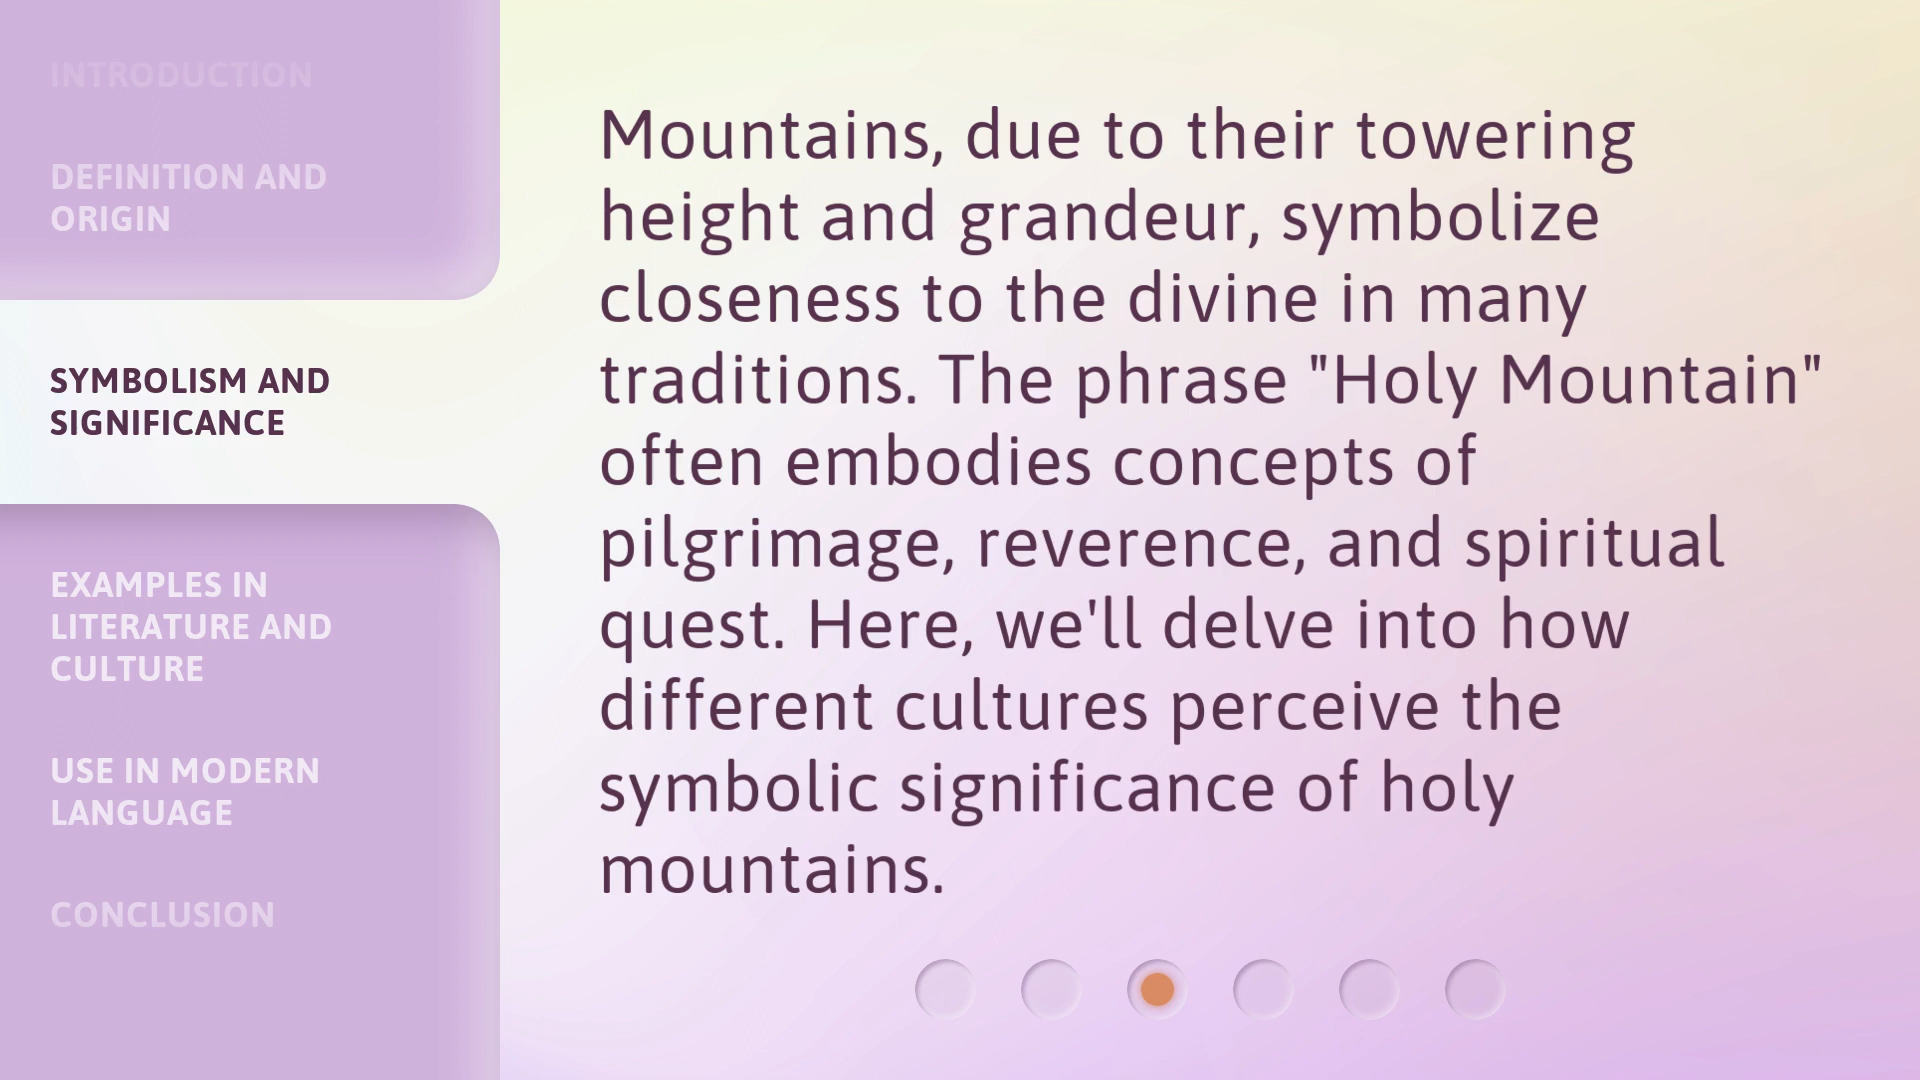 INTRODUCTION
DEFINITION AND
ORIGIN
SYMBOLISM AND
SIGNIFICANCE
EXAMPLES IN
LITERATURE AND
CULTURE
USE IN MODERN
LANGUAGE
CONCLUSION
Mountains, due to their towering
height and grandeur, symbolize
closeness to the divine in many
traditions. The phrase "Holy Mountain"
often embodies concepts of
pilgrimage, reverence, and spiritual
quest. Here, we'll delve into how
different cultures perceive the
symbolic significance of holy
mountains.